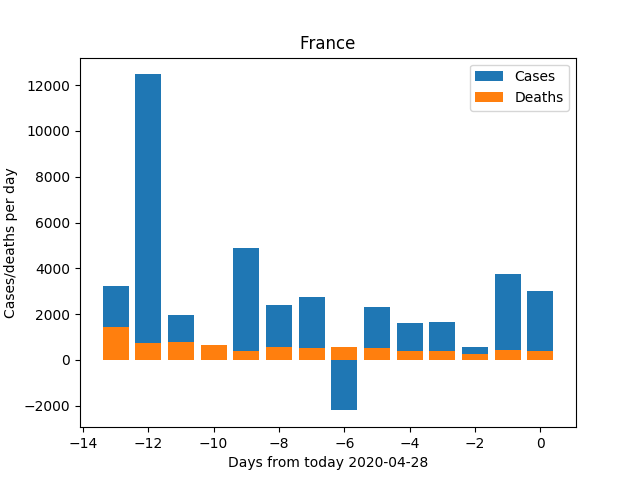 France
Cases
Deaths
12000
10000
8000
6000
4000
2000
0
−2000
Cases/deaths per day
−14 −12 −10 −8 −6 −4 −2 0
Days from today 2020-04-28